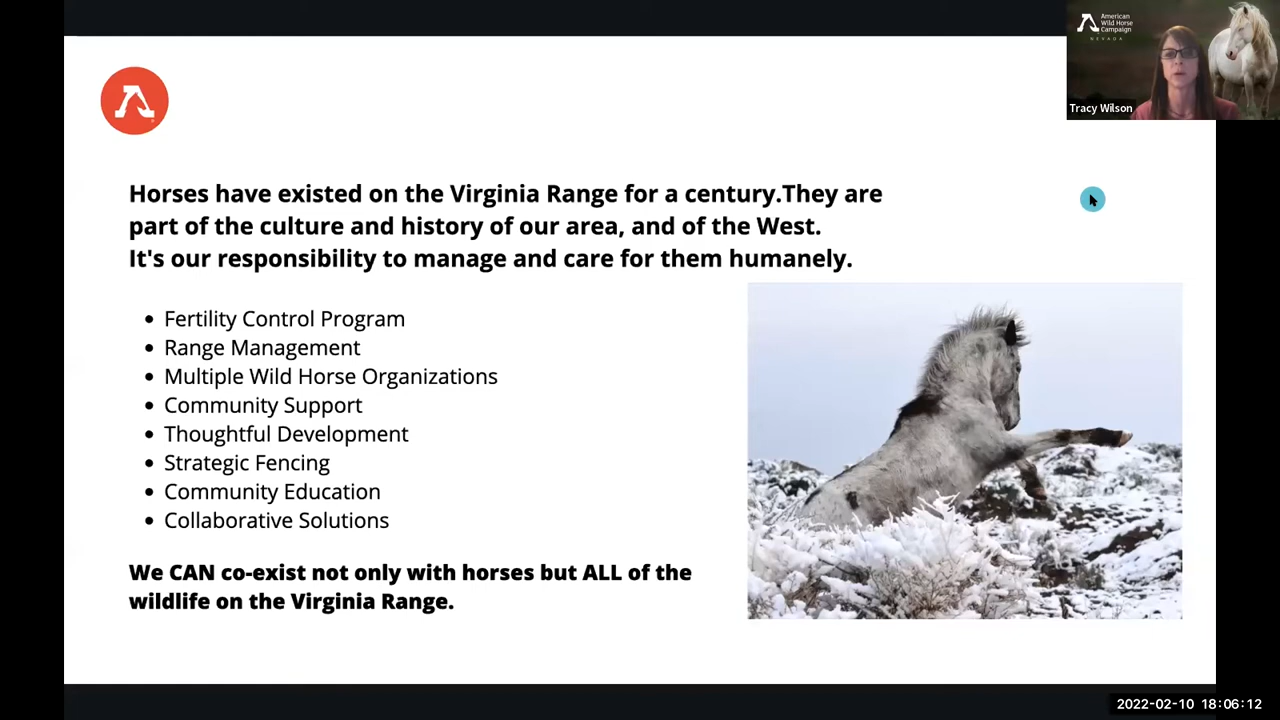 American
Wild Horse
Campaign
NEVADA
Tracy Wilson
Horses have existed on the Virginia Range for a century.They are
part of the culture and history of our area, and of the West.
It's our responsibility to manage and care for them humanely.
Fertility Control Program
Range Management
Multiple Wild Horse Organizations
Community Support
Thoughtful Development
Strategic Fencing
Community Education
Collaborative Solutions
We CAN co-exist not only with horses but ALL of the
wildlife on the Virginia Range.
2022-02-10 18:06:12